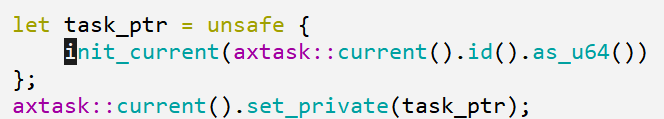 let task_ptr = unsafe {
    init_current(axtask::current().id().as_u64())
};
axtask::current().set_private(task_ptr);